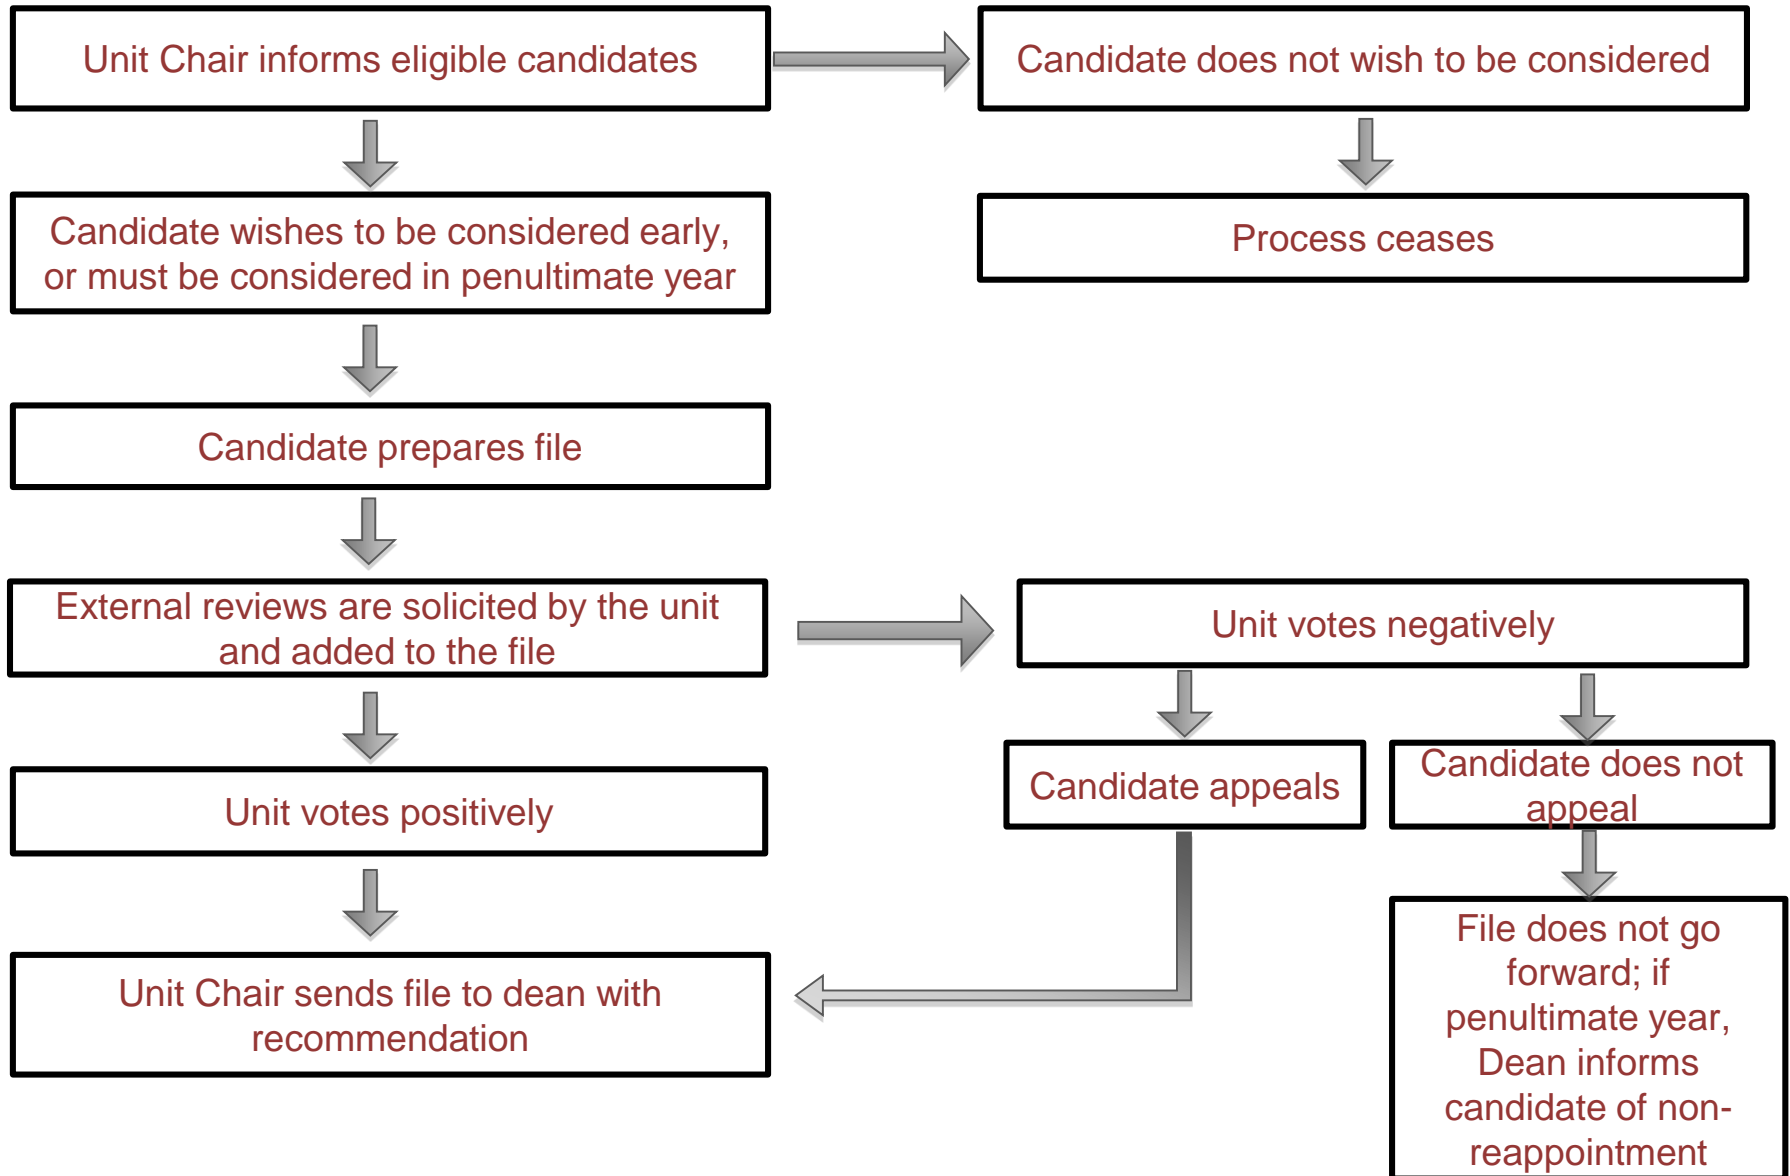 Unit Chair informs eligible candidates
Candidate does not wish to be considered
Candidate wishes to be considered early,
or must be considered in penultimate year
Process ceases
Candidate prepares file
External reviews are solicited by the unit
and added to the file
Unit votes negatively
Unit votes positively
Candidate appeals
Candidate does not
appeal
Unit Chair sends file to dean with
recommendation
File does not go
forward; if
penultimate year,
Dean informs
candidate of non-
reappointment